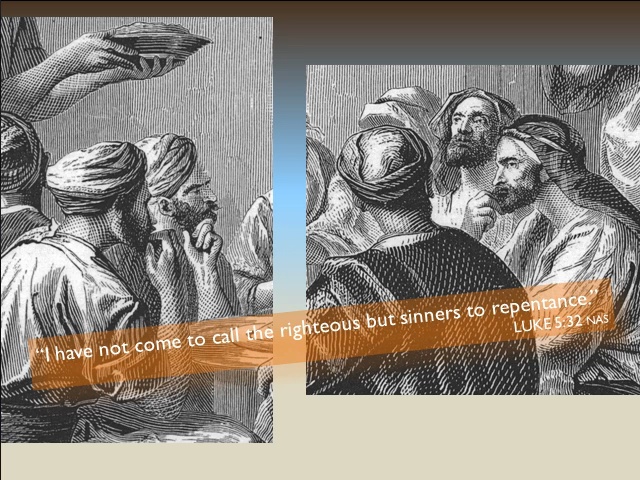 “I have not come to call the righteous but sinners to repentance.”
LUKE 5:32 NAS